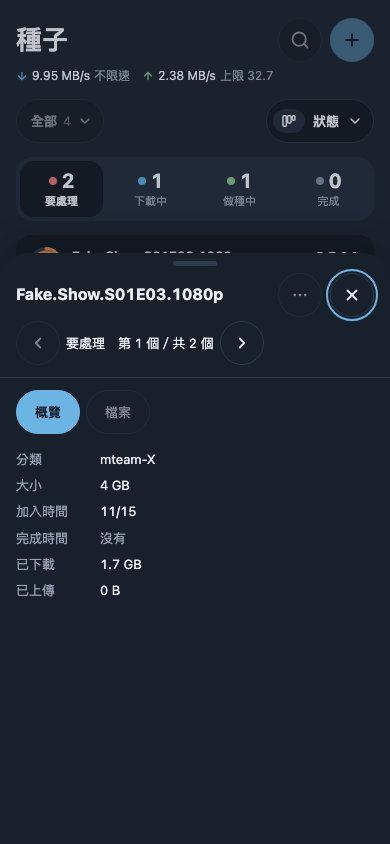 種子
9.95 MB/s 不限速 2.38 MB/s 上限 32.7
全部 4
狀態
2 1 1 0
要處理 下載中 做種中 完成
Fake.Show.S01E03.1080p
要處理 第 1 個 / 共 2 個
概覽 檔案
分類 mteam-X
大小 4 GB
加入時間 11/15
完成時間 沒有
已下載 1.7 GB
已上傳 0 B